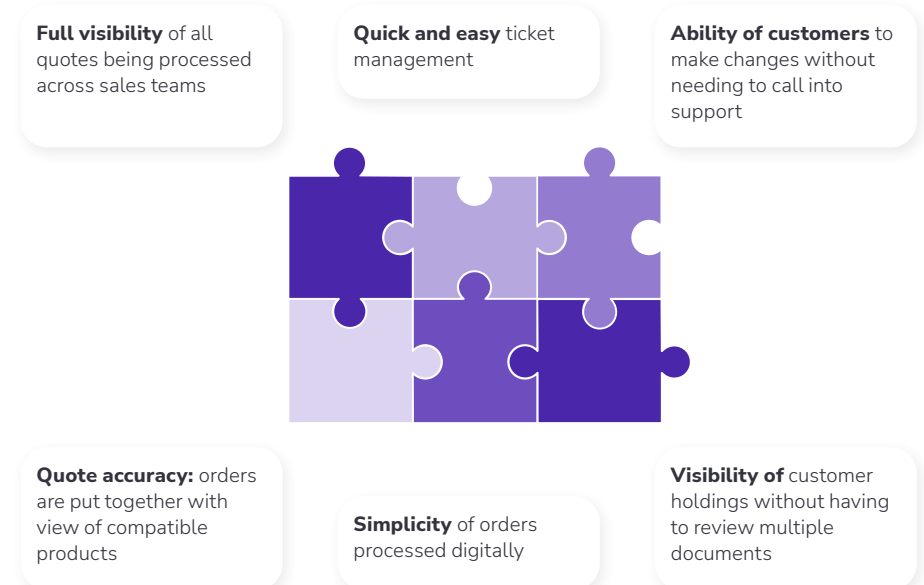 Full visibility of all
quotes being processed
across sales teams
Quick and easy ticket
management
Ability of customers to
make changes without
needing to call into
support
Quote accuracy: orders
are put together with
view of compatible
products
Simplicity of orders
processed digitally
Visibility of customer
holdings without having
to review multiple
documents